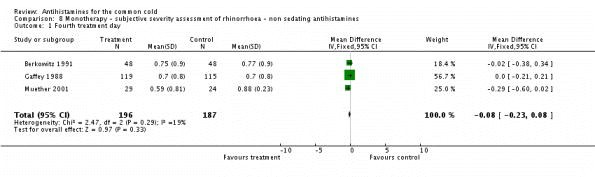 Review: Antihistamines for the common cold
Comparison: 8 Monotherapy - subjective severity assessment of rhinorrhoea - non sedating antihistamines
Outcome: 1 Fourth treatment day
Study or subgroup Treatment Control Mean Difference Weight Mean Difference
N Mean(SD) N Mean(SD) IV,Fixed,95% CI IV,Fixed,95% CI
Berkowitz 1991 48 0.75 (0.9) 48 0.77 (0.9) 18.4 % -0.02 [ -0.38, 0.34 ]
Gaffey 1988 119 0.7 (0.8) 115 0.7 (0.8) 56.7 % 0.0 [ -0.21, 0.21 ]
Muether 2001 29 0.59 (0.81) 24 0.88 (0.23) 25.0 % -0.29 [ -0.60, 0.02 ]
Total (95% CI) 196 187 100.0 % -0.08 [ -0.23, 0.08 ]
Heterogeneity: Chi² = 2.47, df = 2 (P = 0.29); I² =19%
Test for overall effect: Z = 0.97 (P = 0.33)
-10 -5 0 5 10
Favours treatment Favours control